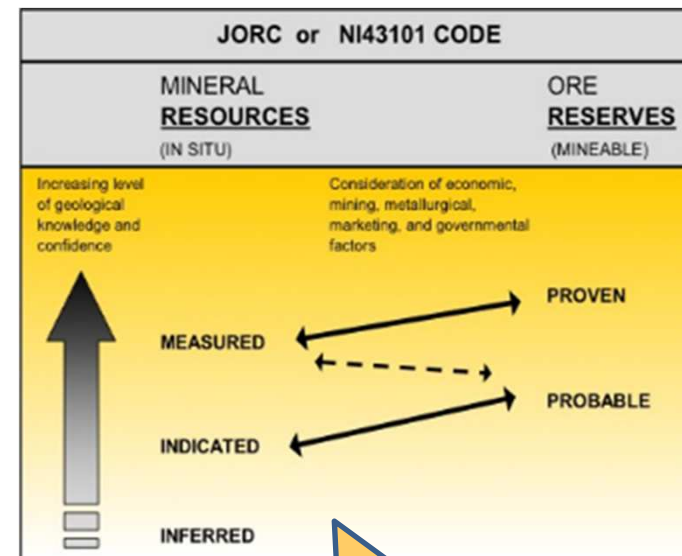 JORC or NI43101 CODE
MINERAL
RESOURCES
(IN SITU)
ORE
RESERVES
(MINEABLE)
Increasing level
of geological
knowledge and
confidence
Consideration of economic,
mining, metallurgical,
marketing, and governmental
factors
PROVEN
MEASURED
PROBABLE
INDICATED
INFERRED